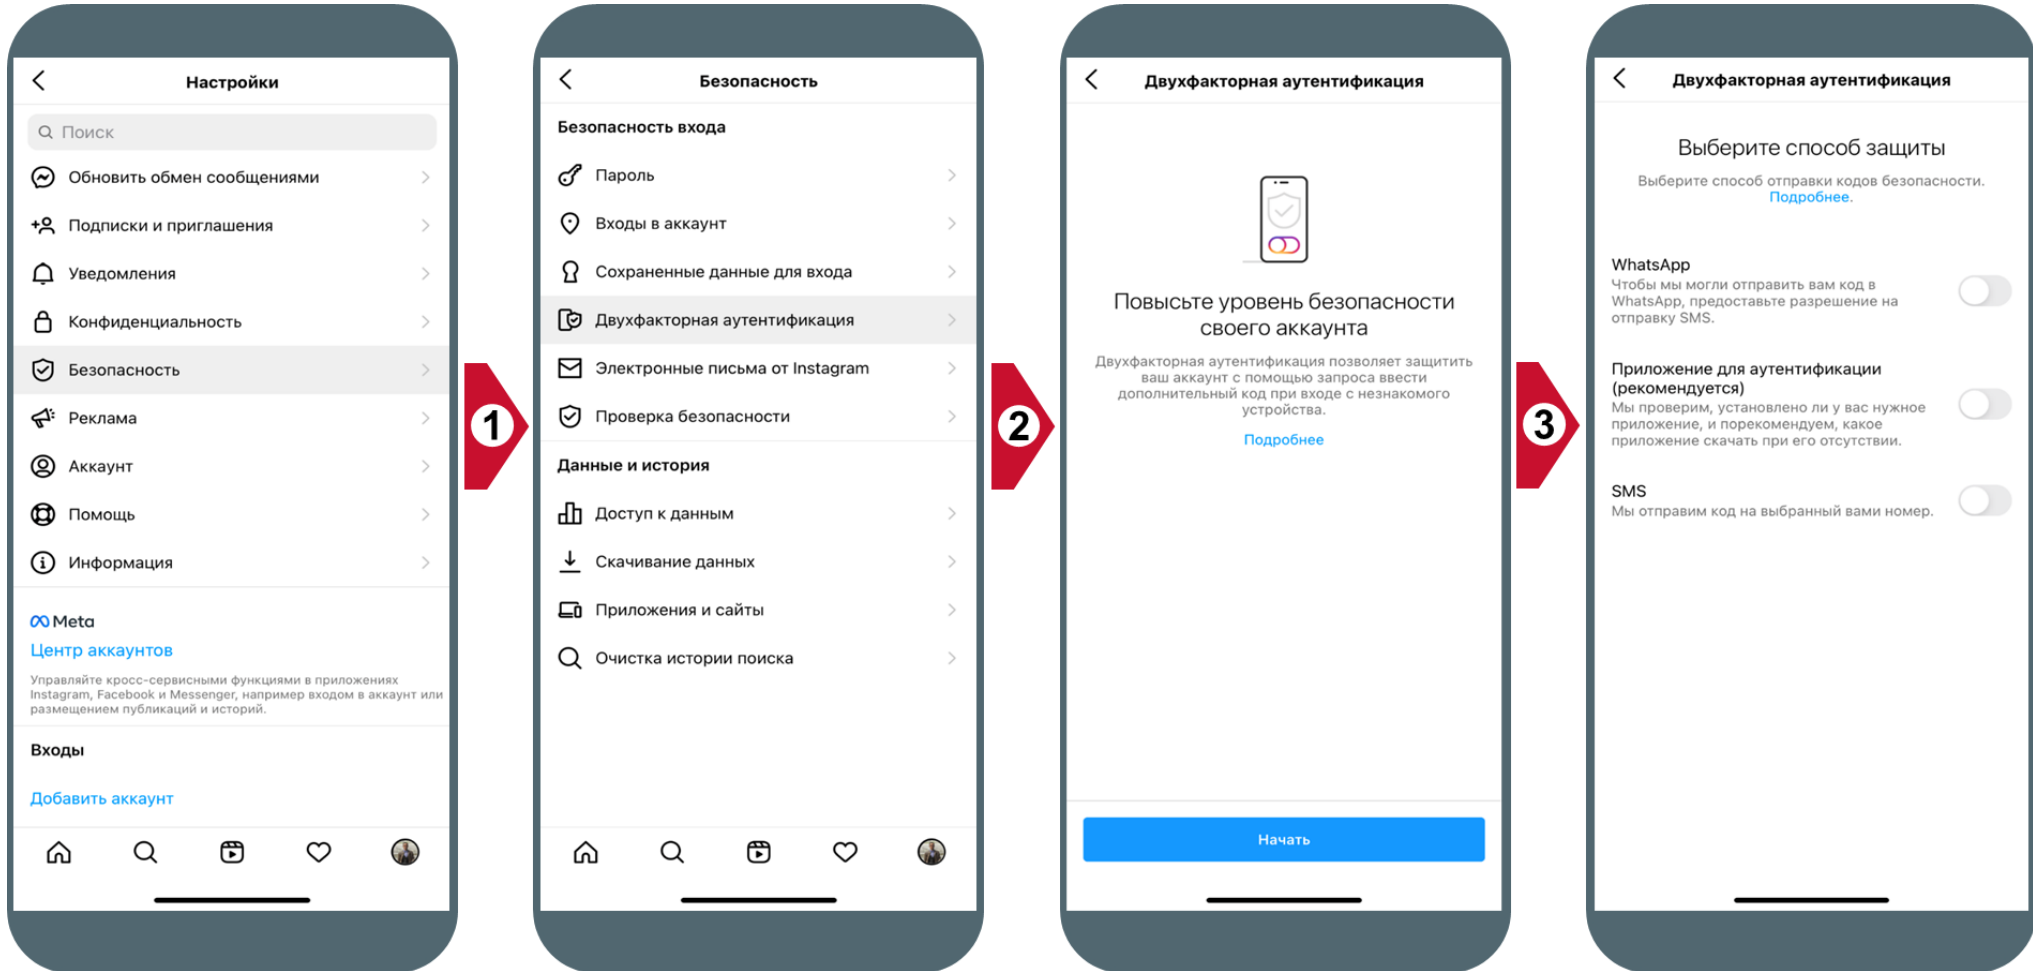 Настройки
Поиск
Обновить обмен сообщениями
Подписки и приглашения
Уведомления
Конфиденциальность
Безопасность
Реклама
Аккаунт
Помощь
Информация
Meta
Центр аккаунтов
Управляйте кросс-сервисными функциями в приложениях
Instagram, Facebook и Messenger, например входом в аккаунт или
размещением публикаций и историй.
Входы
Добавить аккаунт
1
Безопасность
Безопасность входа
Пароль
Входы в аккаунт
Сохраненные данные для входа
Двухфакторная аутентификация
Электронные письма от Instagram
Проверка безопасности
Данные и история
Доступ к данным
Скачивание данных
Приложения и сайты
Очистка истории поиска
2
Двухфакторная аутентификация
Повысьте уровень безопасности
своего аккаунта
Двухфакторная аутентификация позволяет защитить
ваш аккаунт с помощью запроса ввести
дополнительный код при входе с незнакомого
устройства.
Подробнее
Начать
3
Двухфакторная аутентификация
Выберите способ защиты
Выберите способ отправки кодов безопасности.
Подробнее.
WhatsApp
Чтобы мы могли отправить вам код в
WhatsApp, предоставьте разрешение на
отправку SMS.
Приложение для аутентификации
(рекомендуется)
Мы проверим, установлено ли у вас нужное
приложение, и порекомендуем, какое
приложение скачать при его отсутствии.
SMS
Мы отправим код на выбранный вами номер.